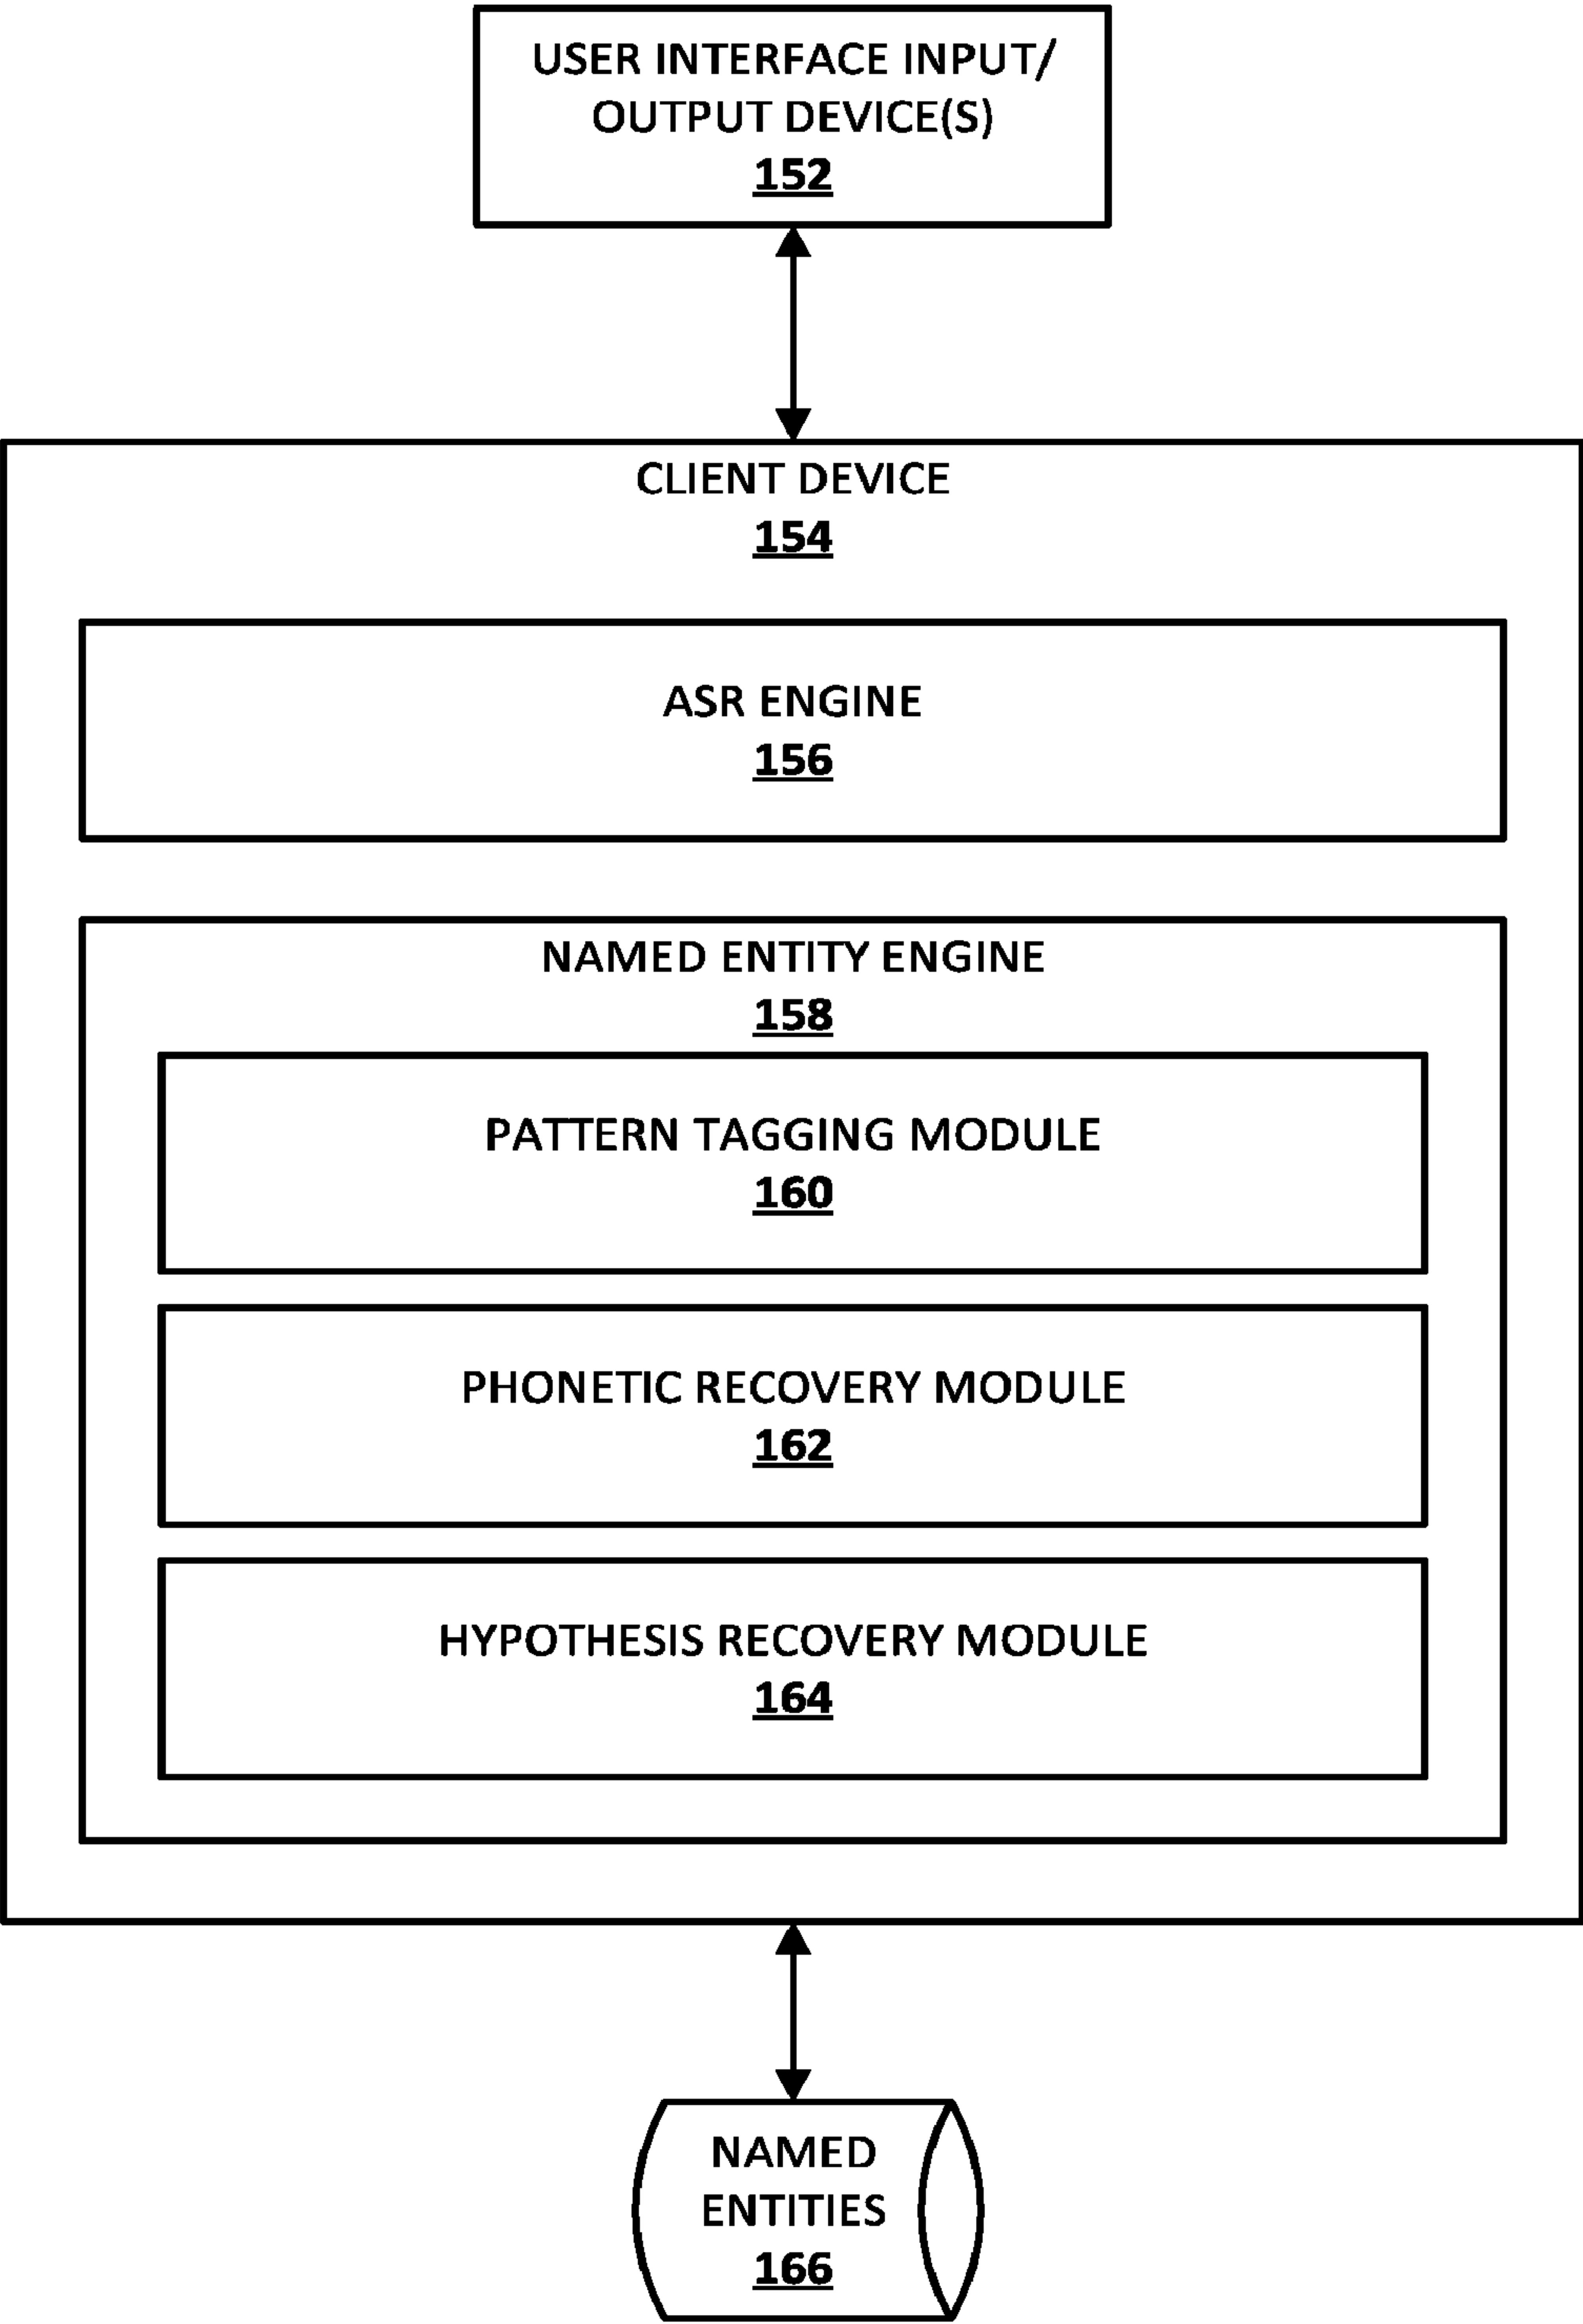 USER INTERFACE INPUT/
OUTPUT DEVICE(S)
152
CLIENT DEVICE
154
ASR ENGINE
156
NAMED ENTITY ENGINE
158
PATTERN TAGGING MODULE
160
PHONETIC RECOVERY MODULE
162
HYPOTHESIS RECOVERY MODULE
164
NAMED
ENTITIES
166